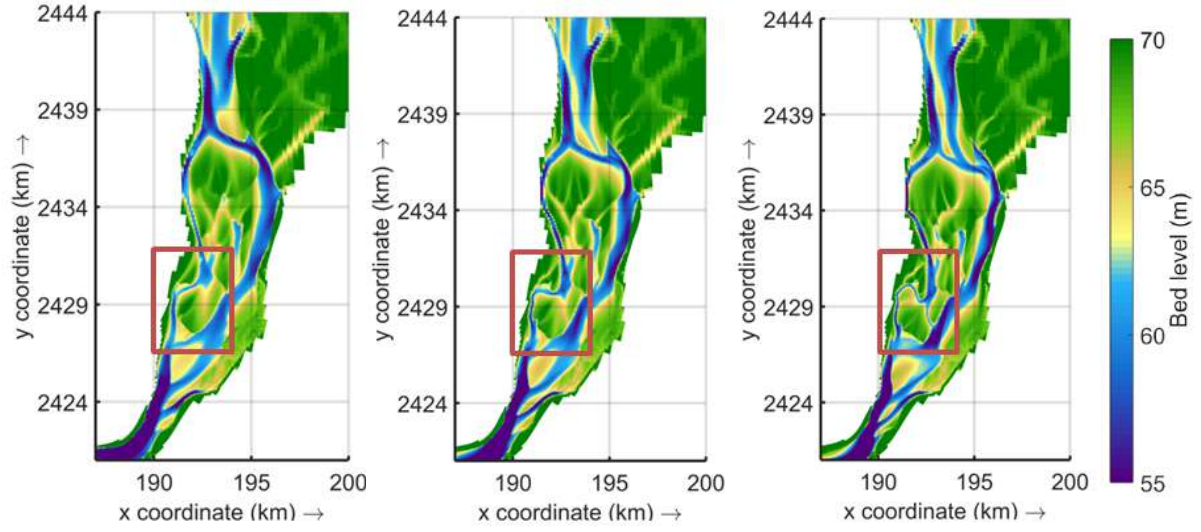 2444
2439
2434
2429
2424
190 195 200
y coordinate (km) →
x coordinate (km) →
2444
2439
2434
2429
2424
190 195 200
y coordinate (km) →
x coordinate (km) →
2444
2439
2434
2429
2424
190 195 200
y coordinate (km) →
x coordinate (km) →
70
65
60
55
Bed level (m)